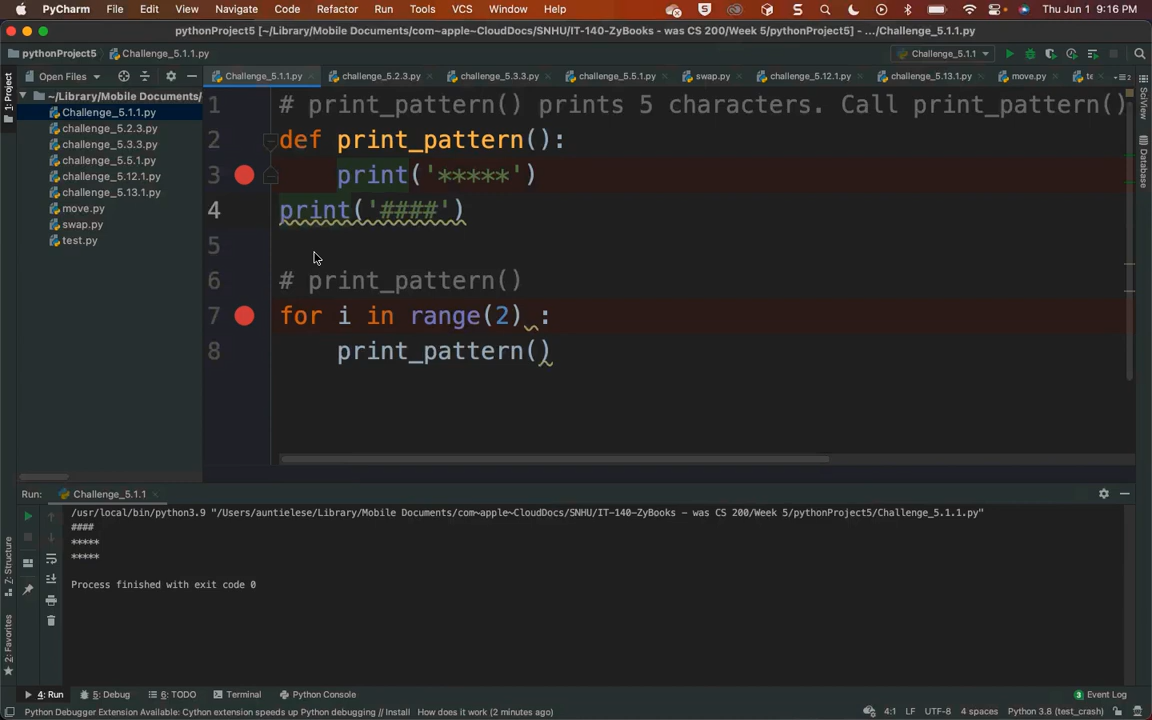 PyCharm File Edit View Navigate Code Refactor Run Tools VCS Window Help Thu Jun 1 9:16 PM
pythonProject5 [~/Library/Mobile Documents/com~apple~CloudDocs/SNHU/IT-140-ZyBooks - was CS 200/Week 5/pythonProject5] - .../Challenge_5.1.1.py
pythonProject5 Challenge_5.1.1.py Challenge_5.1.1
1: Project Open Files Challenge_5.1.1.py challenge_5.2.3.py challenge_5.3.3.py challenge_5.5.1.py swap.py challenge_5.12.1.py challenge_5.13.1.py move.py te 2
~/Library/Mobile Documents/
Challenge_5.1.1.py
challenge_5.2.3.py
challenge_5.3.3.py
challenge_5.5.1.py
challenge_5.12.1.py
challenge_5.13.1.py
move.py
swap.py
test.py
1 # print_pattern() prints 5 characters. Call print_pattern()
2 def print_pattern():
3 print('*****')
4 print('####')
5
6 # print_pattern()
7 for i in range(2) :
8 print_pattern()
SciView
Database
Run: Challenge_5.1.1
/usr/local/bin/python3.9 "/Users/auntielese/Library/Mobile Documents/com~apple~CloudDocs/SNHU/IT-140-ZyBooks - was CS 200/Week 5/pythonProject5/Challenge_5.1.1.py"
####
*****
*****
Process finished with exit code 0
7: Structure
2: Favorites
4: Run 5: Debug 6: TODO Terminal Python Console 3 Event Log
Python Debugger Extension Available: Cython extension speeds up Python debugging // Install How does it work (2 minutes ago) 4:1 LF UTF-8 4 spaces Python 3.8 (test_crash)